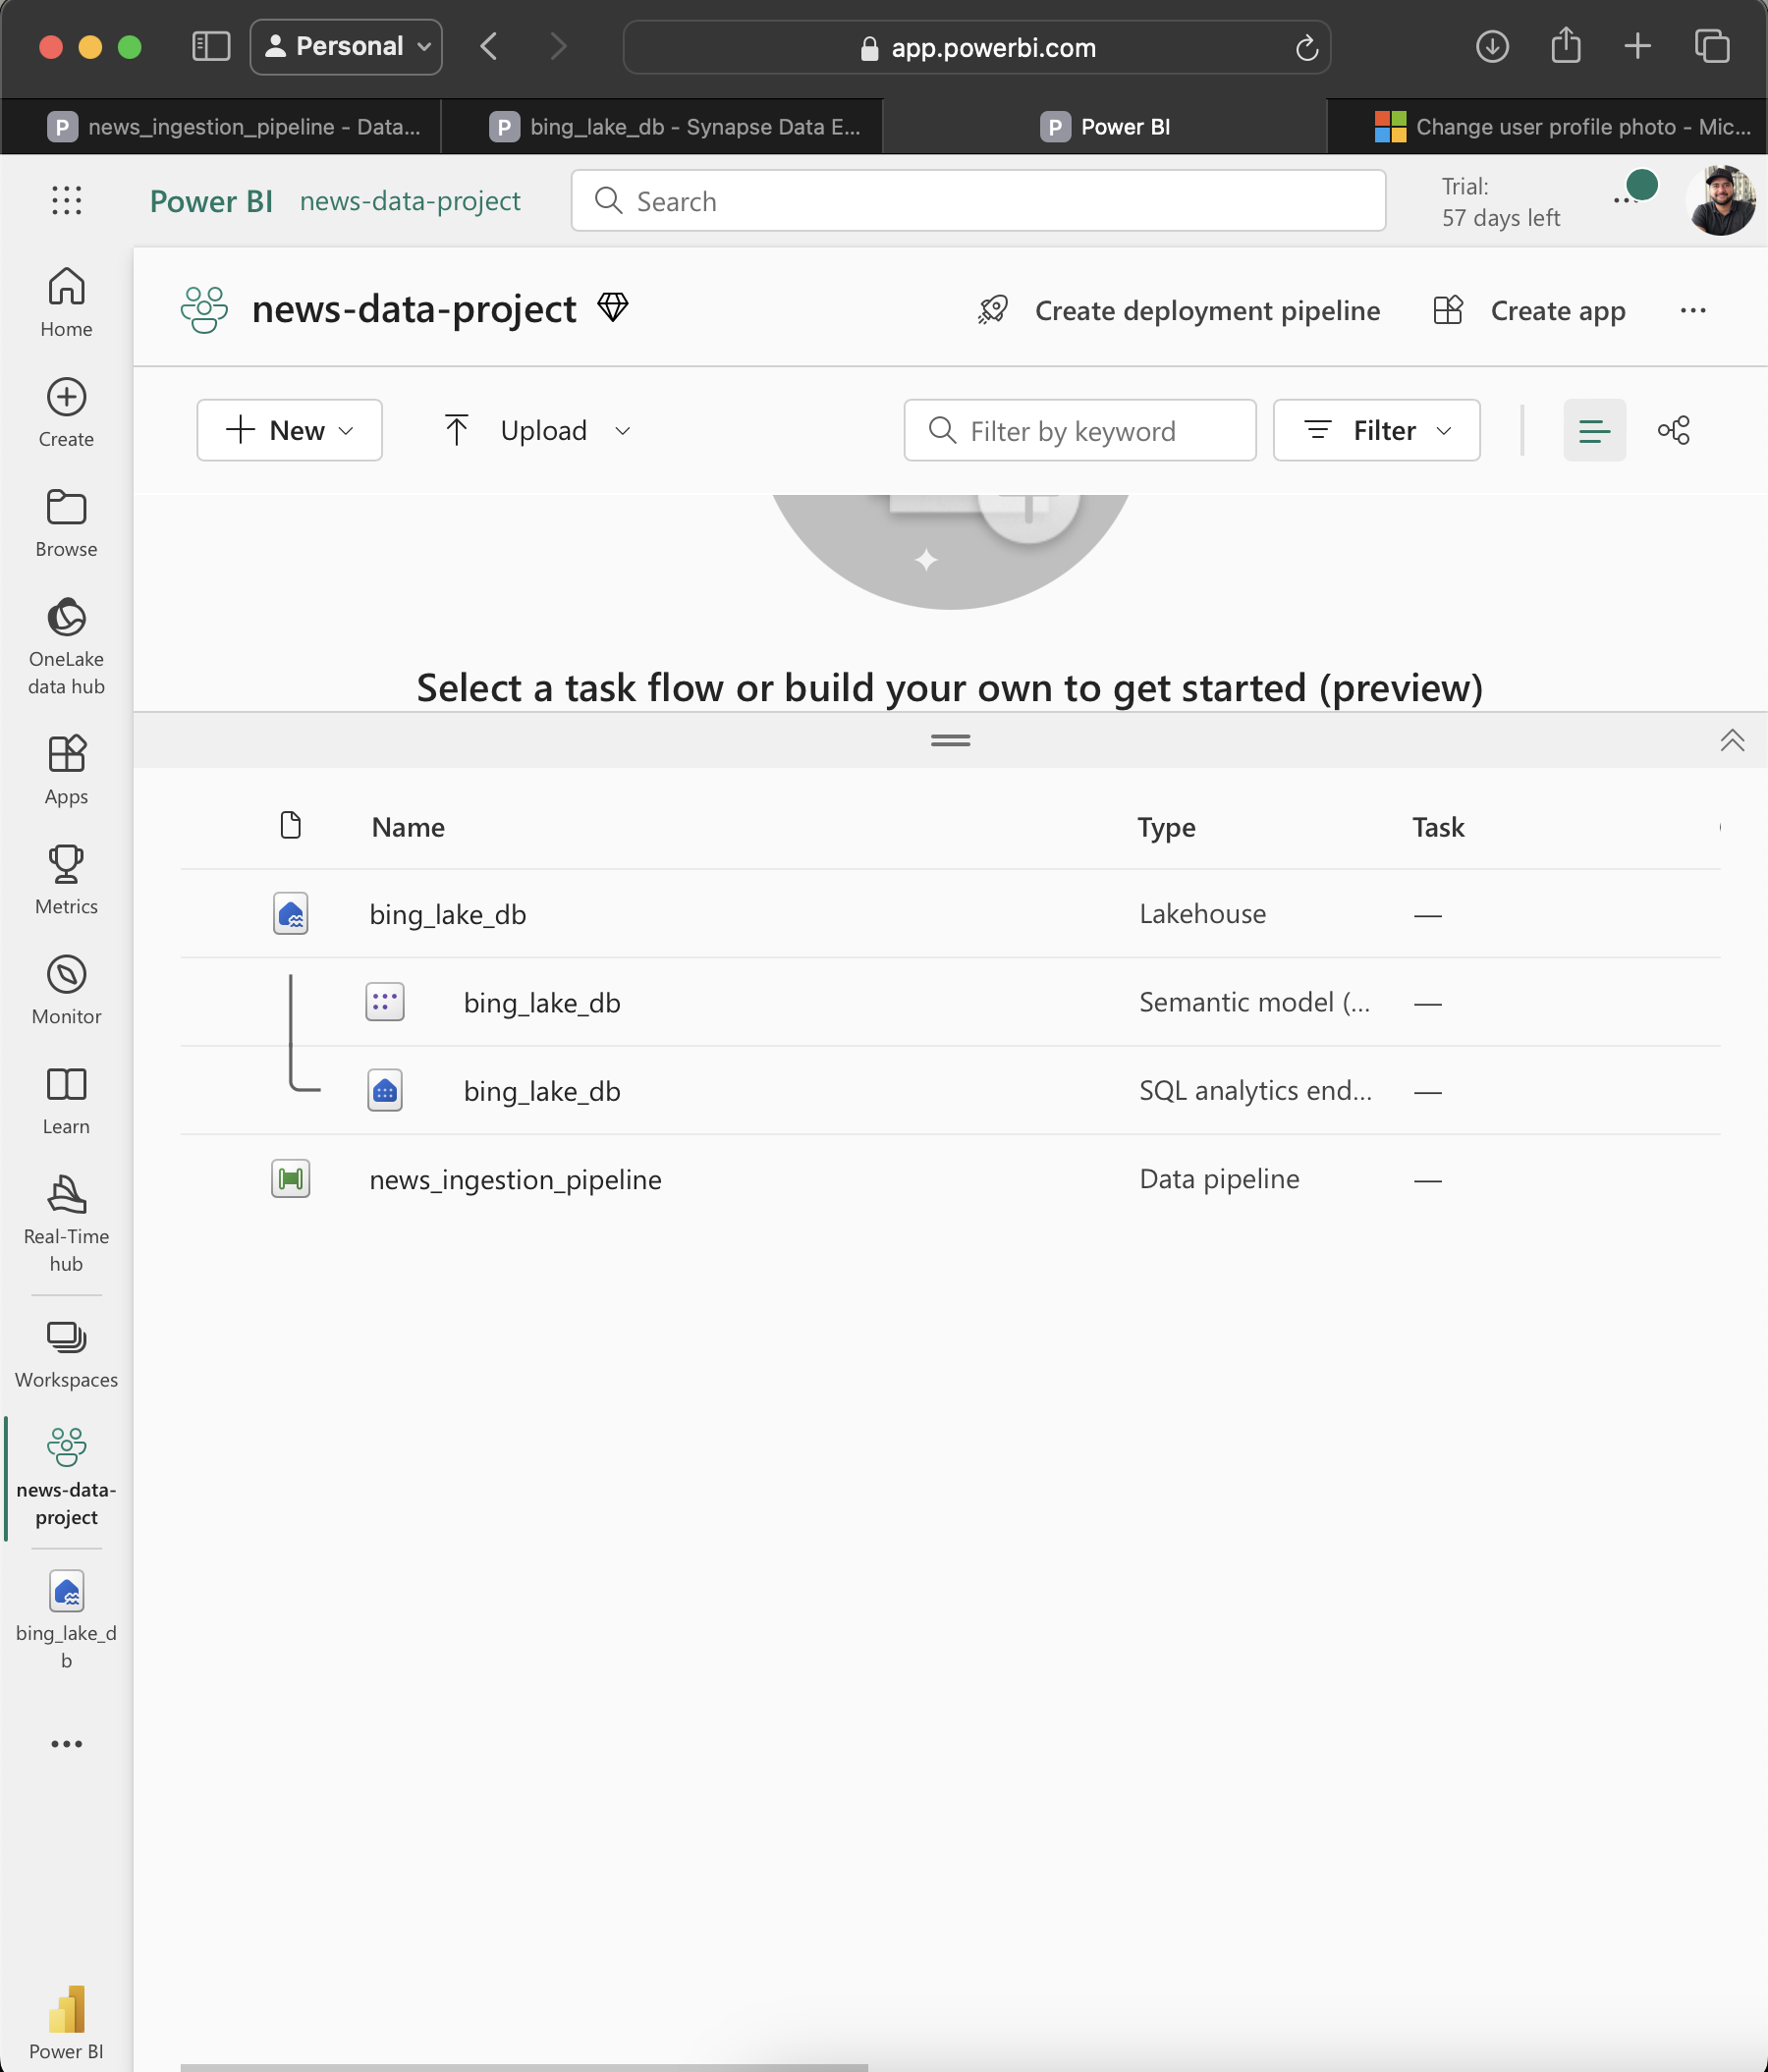 Personal
app.powerbi.com
P news_ingestion_pipeline - Data...
P bing_lake_db - Synapse Data E...
P Power BI
Change user profile photo - Mic...
Power BI news-data-project
Search
Trial:
57 days left
news-data-project
Create deployment pipeline
Create app
New
Upload
Filter by keyword
Filter
Home
Create
Browse
OneLake
data hub
Apps
Metrics
Monitor
Learn
Real-Time
hub
Workspaces
news-data-
project
bing_lake_d
b
Power BI
Select a task flow or build your own to get started (preview)
Name Type Task
bing_lake_db Lakehouse —
bing_lake_db Semantic model (... —
bing_lake_db SQL analytics end... —
news_ingestion_pipeline Data pipeline —